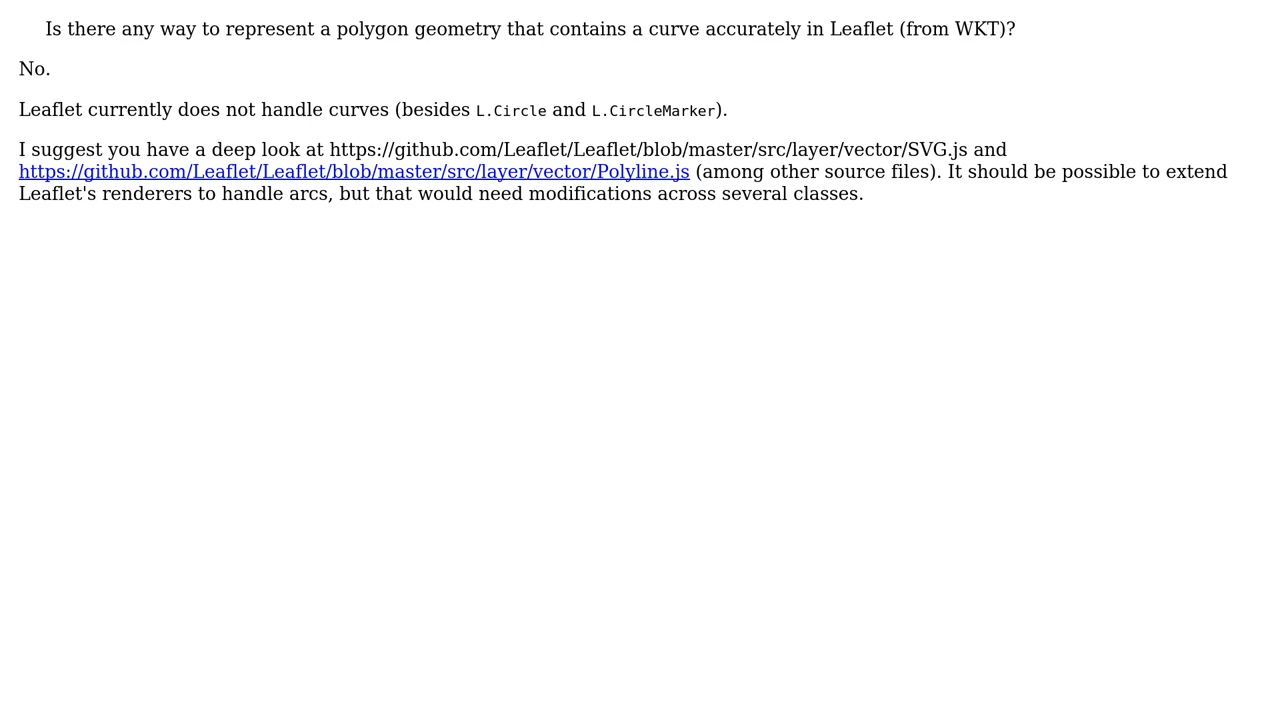 Is there any way to represent a polygon geometry that contains a curve accurately in Leaflet (from WKT)?
No.
Leaflet currently does not handle curves (besides L.Circle and L.CircleMarker).
I suggest you have a deep look at https://github.com/Leaflet/Leaflet/blob/master/src/layer/vector/SVG.js and
https://github.com/Leaflet/Leaflet/blob/master/src/layer/vector/Polyline.js (among other source files). It should be possible to extend
Leaflet's renderers to handle arcs, but that would need modifications across several classes.